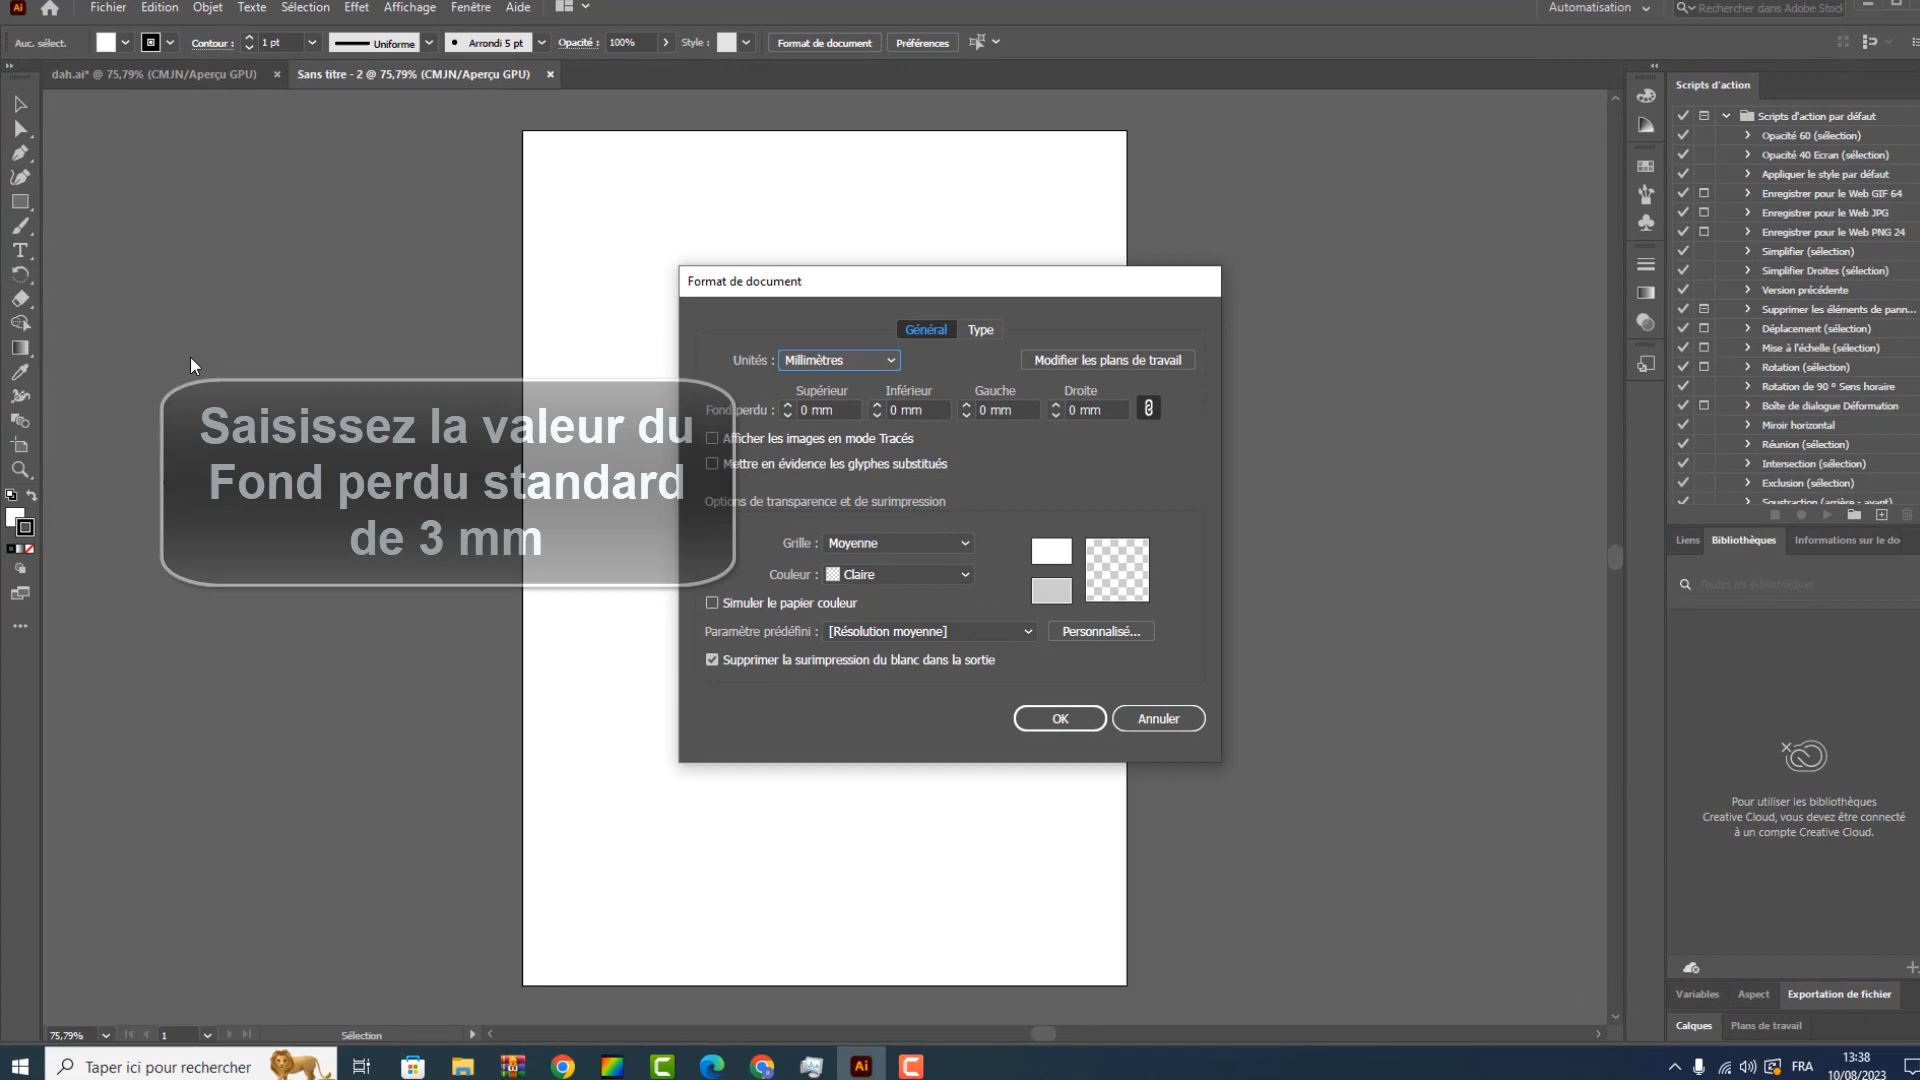 Ai Fichier Edition Objet Texte Sélection Effet Affichage Fenêtre Aide Automatisation Rechercher dans Adobe Stoc
Auc. sélect. Contour : 1 pt Uniforme Arrondi 5 pt Opacité : 100% Style : Format de document Préférences
dah.ai* @ 75,79% (CMJN/Aperçu GPU) × Sans titre - 2 @ 75,79% (CMJN/Aperçu GPU) ×
Scripts d'action
Scripts d'action par défaut
Opacité 60 (sélection)
Opacité 40 Ecran (sélection)
Appliquer le style par défaut
Enregistrer pour le Web GIF 64
Enregistrer pour le Web JPG
Enregistrer pour le Web PNG 24
Simplifier (sélection)
Simplifier Droites (sélection)
Version précédente
Supprimer les éléments de pann...
Déplacement (sélection)
Mise à l'échelle (sélection)
Rotation (sélection)
Rotation de 90 º Sens horaire
Boîte de dialogue Déformation
Miroir horizontal
Réunion (sélection)
Intersection (sélection)
Exclusion (sélection)
Soustraction (arrière - avant)
Format de document
Général Type
Unités : Millimètres Modifier les plans de travail
Supérieur Inférieur Gauche Droite
Fond perdu : 0 mm 0 mm 0 mm 0 mm
Afficher les images en mode Tracés
Mettre en évidence les glyphes substitués
Options de transparence et de surimpression
Grille : Moyenne
Couleur : Claire
Simuler le papier couleur
Paramètre prédéfini : [Résolution moyenne] Personnalisé...
Supprimer la surimpression du blanc dans la sortie
OK Annuler
Saisissez la valeur du
Fond perdu standard
de 3 mm
Liens Bibliothèques Informations sur le do
Toutes les bibliothèques
Pour utiliser les bibliothèques
Creative Cloud, vous devez être connecté
à un compte Creative Cloud.
Variables Aspect Exportation de fichier
Calques Plans de travail
75,79% 1 Sélection
Taper ici pour rechercher Ai FRA
13:38
10/08/2023